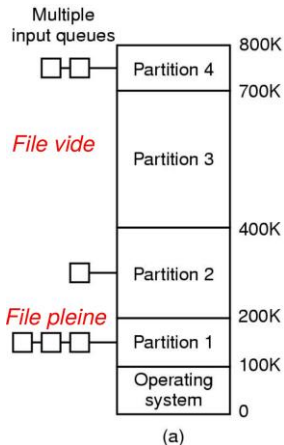 Multiple
input queues
800K
Partition 4
700K
File vide
Partition 3
400K
Partition 2
File pleine
200K
Partition 1
100K
Operating
system
0
(a)